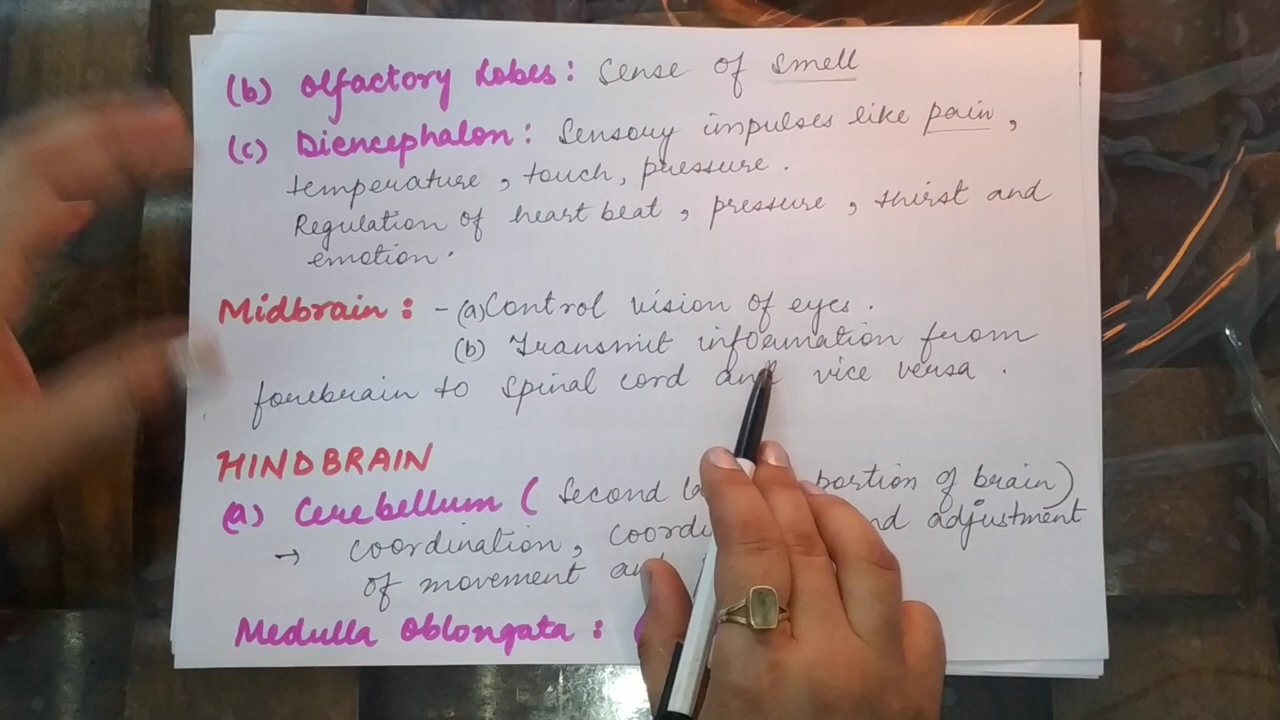 (b) Olfactory Lobes: Sense of smell
(c) Diencephalon: Sensory impulses like pain,
temperature, touch, pressure.
Regulation of heart beat, pressure, thirst and
emotion.
Midbrain: - (a) Control vision of eyes.
(b) Transmit information from
forebrain to spinal cord and vice versa.
HINDBRAIN
(a) Cerebellum (Second portion of brain)
→ coordination, adjustment
of movement
Medulla Oblongata: